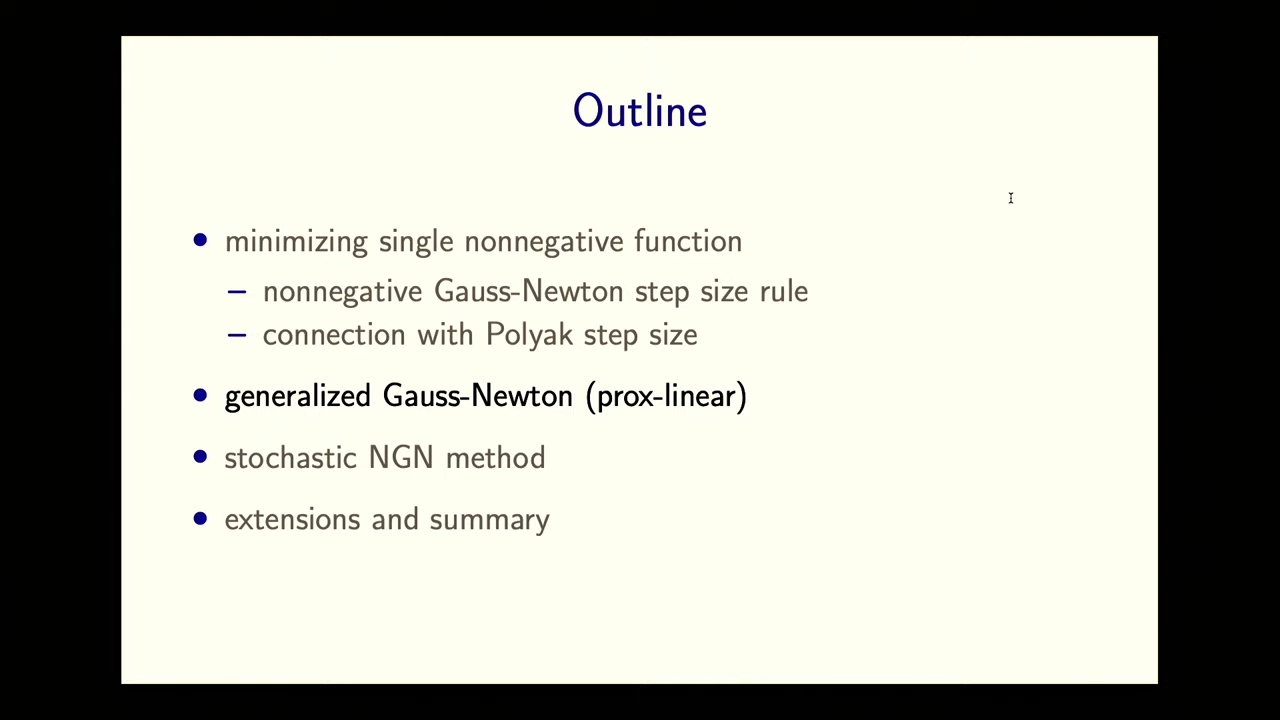 Outline
• minimizing single nonnegative function
– nonnegative Gauss-Newton step size rule
– connection with Polyak step size
• generalized Gauss-Newton (prox-linear)
• stochastic NGN method
• extensions and summary